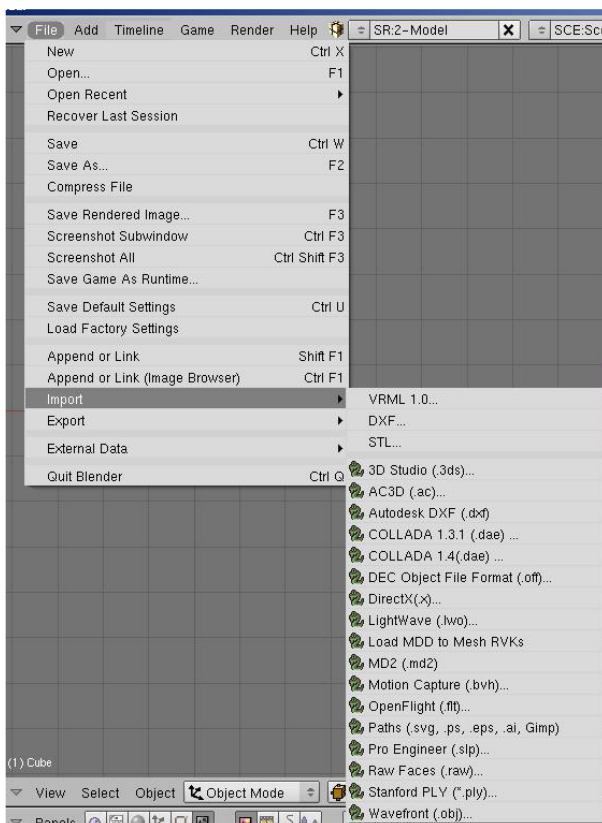 File Add Timeline Game Render Help SR:2-Model X SCE:Sc
New Ctrl X
Open... F1
Open Recent
Recover Last Session
Save Ctrl W
Save As... F2
Compress File
Save Rendered Image... F3
Screenshot Subwindow Ctrl F3
Screenshot All Ctrl Shift F3
Save Game As Runtime...
Save Default Settings Ctrl U
Load Factory Settings
Append or Link Shift F1
Append or Link (Image Browser) Ctrl F1
Import
Export
External Data
Quit Blender Ctrl Q
VRML 1.0...
DXF...
STL...
3D Studio (.3ds)...
AC3D (.ac)...
Autodesk DXF (.dxf)
COLLADA 1.3.1 (.dae) ...
COLLADA 1.4(.dae) ...
DEC Object File Format (.off)...
DirectX(.x)...
LightWave (.lwo)...
Load MDD to Mesh RVKs
MD2 (.md2)
Motion Capture (.bvh)...
OpenFlight (.flt)...
Paths (.svg, .ps, .eps, .ai, Gimp)
Pro Engineer (.slp)...
Raw Faces (.raw)...
Stanford PLY (*.ply)...
Wavefront (.obj)...
(1) Cube
View Select Object Object Mode
Panels